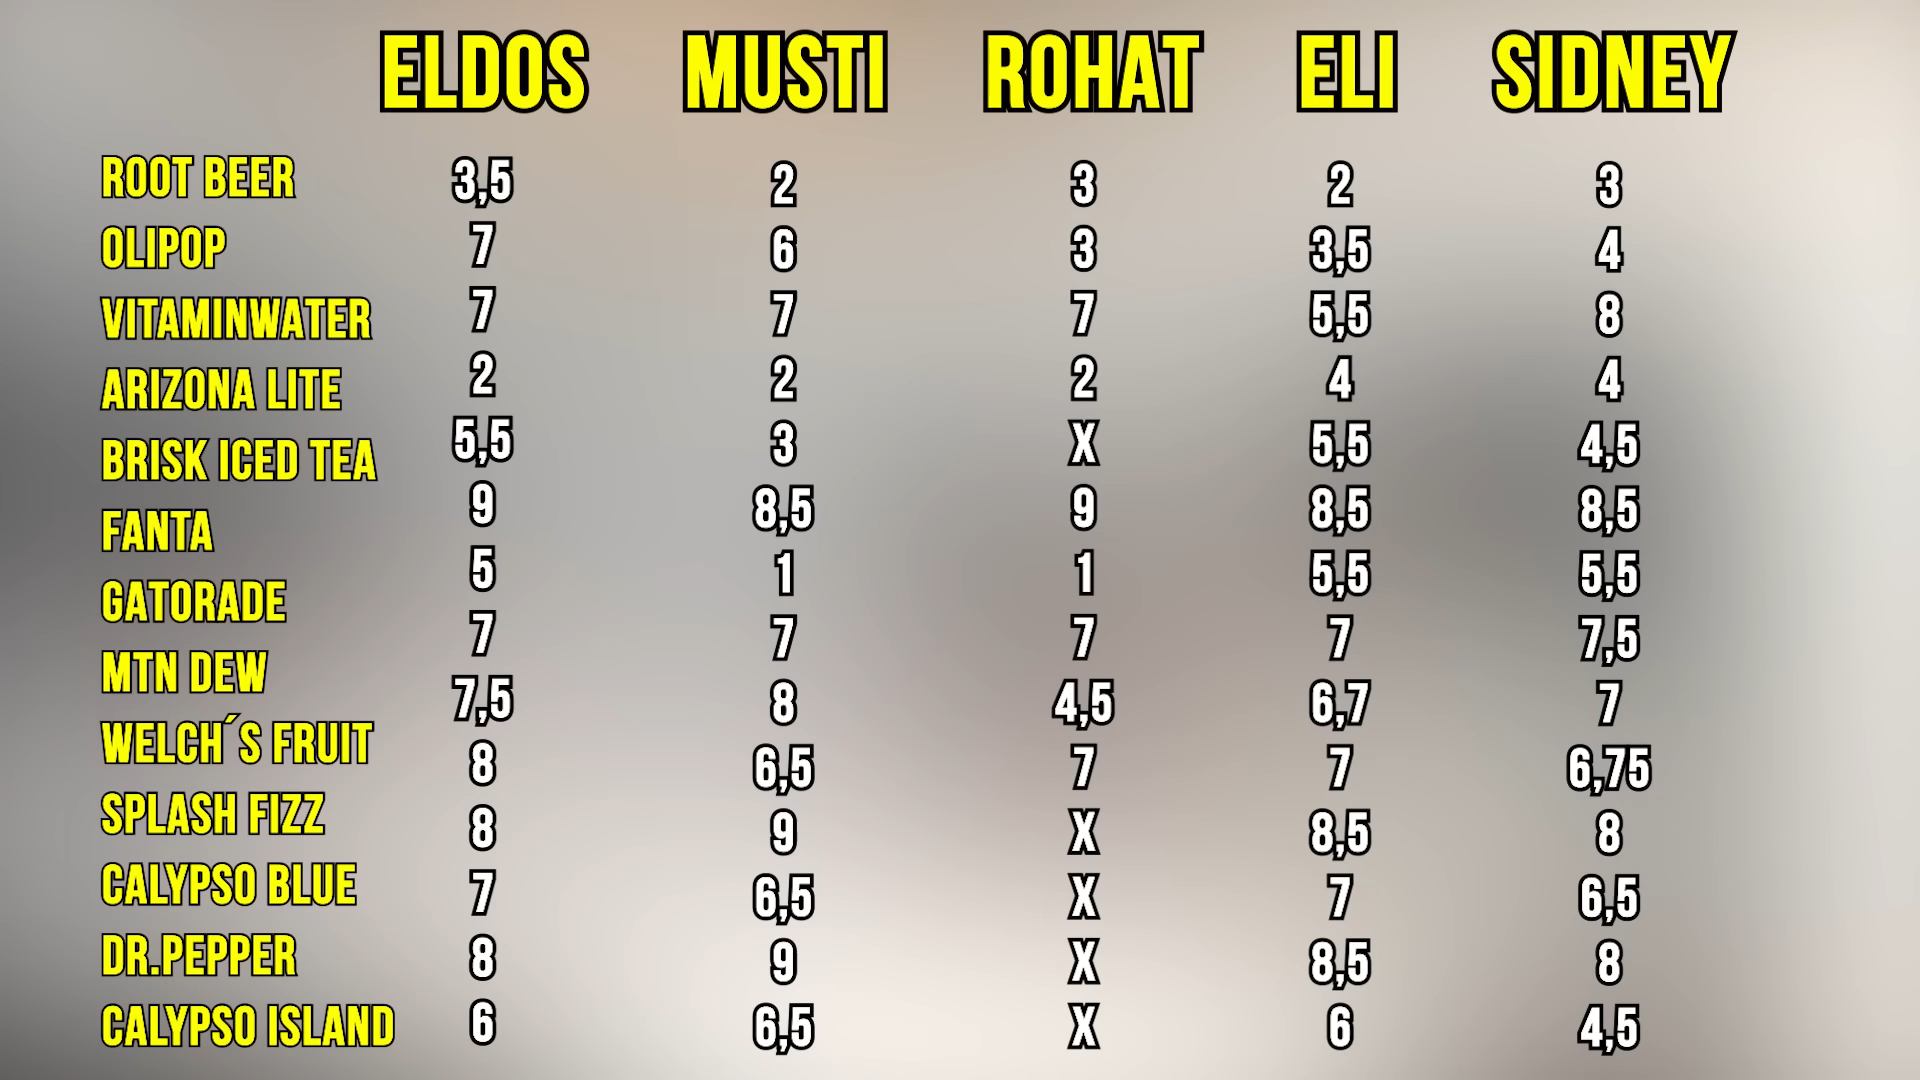 ELDOS MUSTI ROHAT ELI SIDNEY
ROOT BEER 3,5 2 3 2 3
OLIPOP 7 6 3 3,5 4
VITAMINWATER 7 7 7 5,5 8
ARIZONA LITE 2 2 2 4 4
BRISK ICED TEA 5,5 3 X 5,5 4,5
FANTA 9 8,5 9 8,5 8,5
GATORADE 5 1 1 5,5 5,5
7 7 7 7 7,5
MTN DEW 7,5 8 4,5 6,7 7
WELCH´S FRUIT 8 6,5 7 7 6,75
SPLASH FIZZ 8 9 X 8,5 8
CALYPSO BLUE 7 6,5 X 7 6,5
DR.PEPPER 8 9 X 8,5 8
CALYPSO ISLAND 6 6,5 X 6 4,5